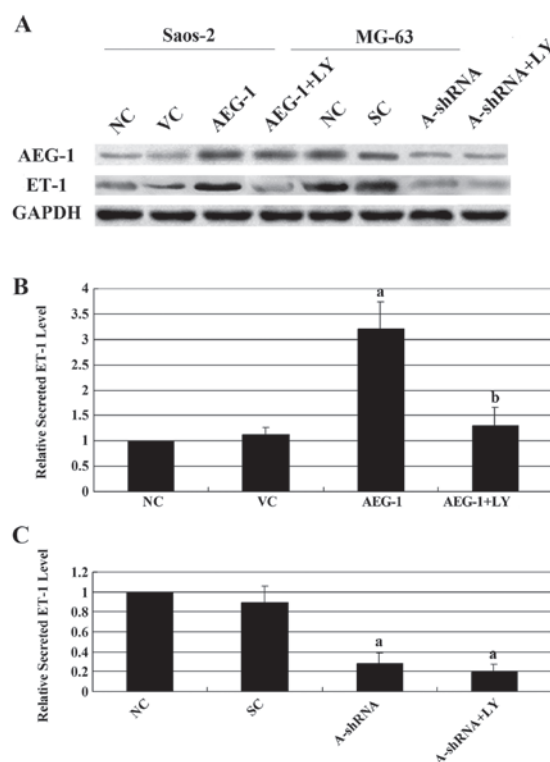 A
Saos-2 MG-63
NC VC AEG-1 AEG-1+LY NC SC A-shRNA A-shRNA+LY
AEG-1
ET-1
GAPDH
B
Relative Secreted ET-1 Level
4
3.5
3
2.5
2
1.5
1
0.5
0
a
b
NC VC AEG-1 AEG-1+LY
C
Relative Secreted ET-1 Level
1.2
1
0.8
0.6
0.4
0.2
0
a a
NC SC A-shRNA A-shRNA+LY